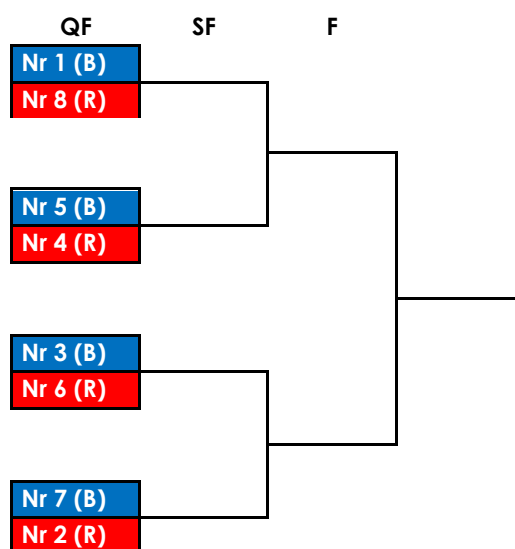 QF SF F
Nr 1 (B)
Nr 8 (R)
Nr 5 (B)
Nr 4 (R)
Nr 3 (B)
Nr 6 (R)
Nr 7 (B)
Nr 2 (R)